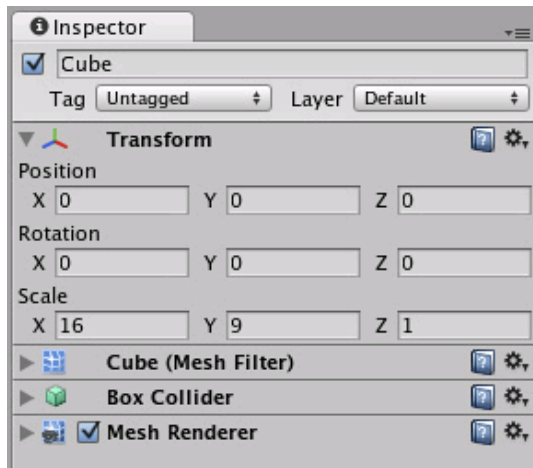 Inspector
Cube
Tag Untagged Layer Default
Transform
Position
X 0 Y 0 Z 0
Rotation
X 0 Y 0 Z 0
Scale
X 16 Y 9 Z 1
Cube (Mesh Filter)
Box Collider
Mesh Renderer